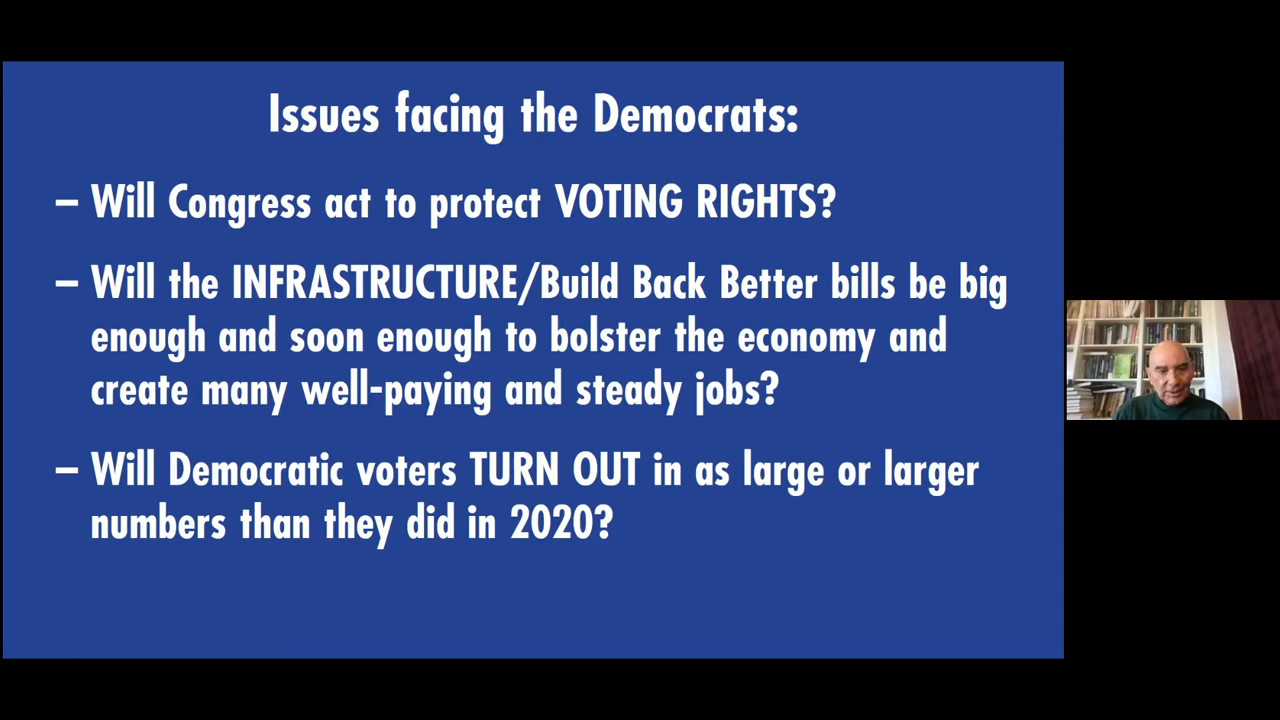 Issues facing the Democrats:
– Will Congress act to protect VOTING RIGHTS?
– Will the INFRASTRUCTURE/Build Back Better bills be big
enough and soon enough to bolster the economy and
create many well-paying and steady jobs?
– Will Democratic voters TURN OUT in as large or larger
numbers than they did in 2020?